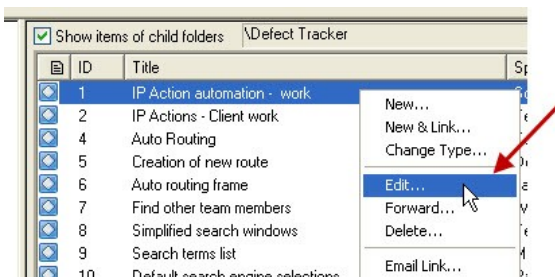 Show items of child folders \Defect Tracker
ID Title
1 IP Action automation - work
2 IP Actions - Client work
4 Auto Routing
5 Creation of new route
6 Auto routing frame
7 Find other team members
8 Simplified search windows
9 Search terms list
10 Default search engine selections
New...
New & Link...
Change Type...
Edit...
Forward...
Delete...
Email Link...